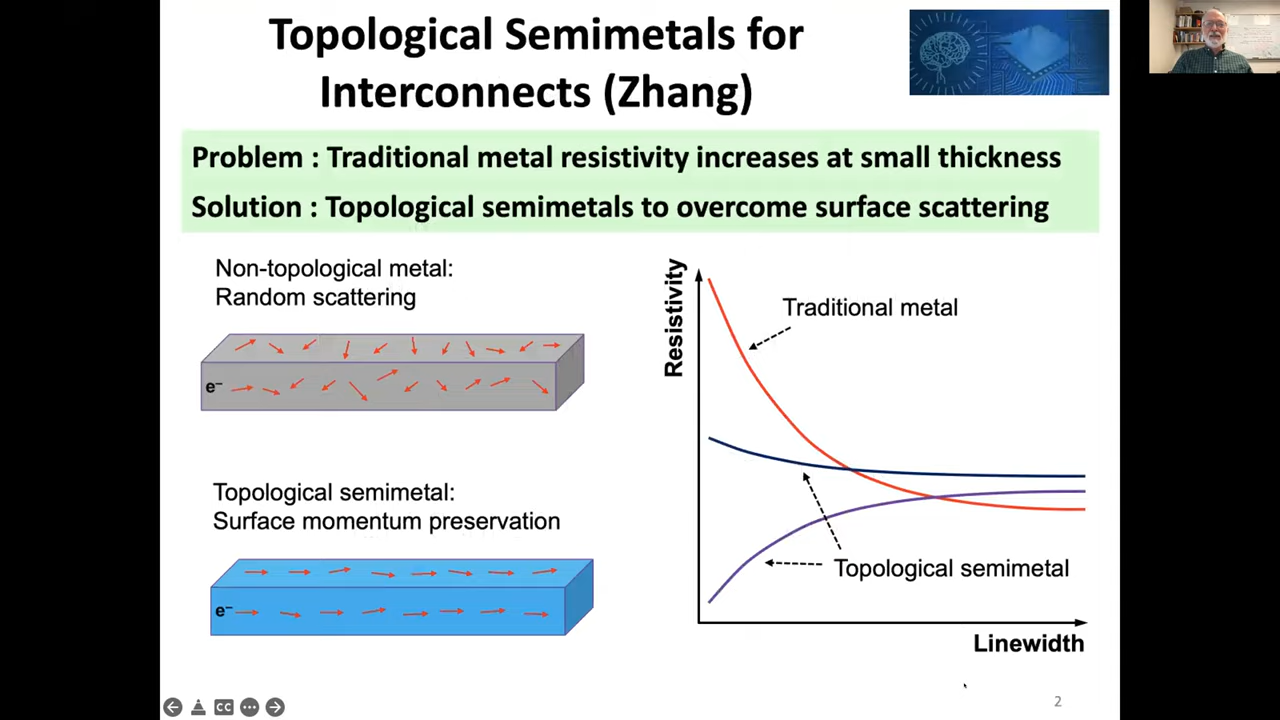 Topological Semimetals for
Interconnects (Zhang)
Problem : Traditional metal resistivity increases at small thickness
Solution : Topological semimetals to overcome surface scattering
Non-topological metal:
Random scattering
e⁻
Topological semimetal:
Surface momentum preservation
e⁻
Resistivity
Traditional metal
Topological semimetal
Linewidth
CC
2